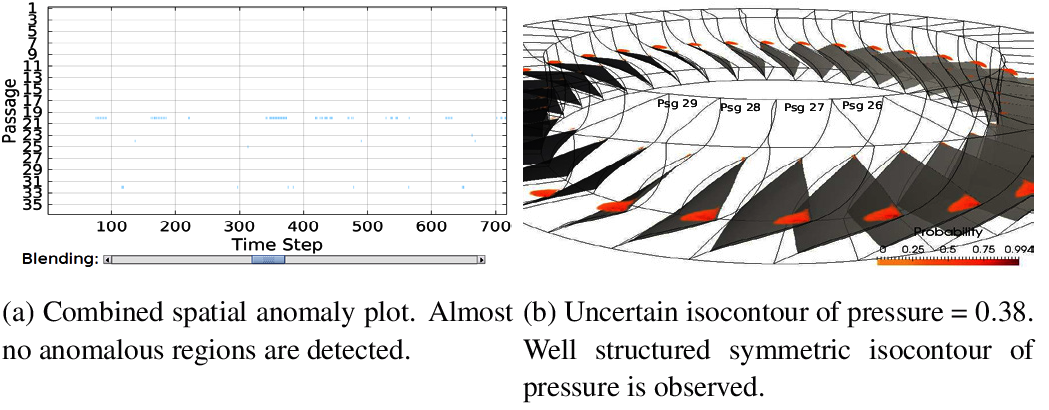 1
3
5
7
9
11
13
15
17
19
21
23
25
27
29
31
33
35
Passage
100 200 300 400 500 600 700
Time Step
Blending:
Psg 29 Psg 28 Psg 27 Psg 26
Probability
0 0.25 0.5 0.75 0.994
(a) Combined spatial anomaly plot. Almost
no anomalous regions are detected.
(b) Uncertain isocontour of pressure = 0.38.
Well structured symmetric isocontour of
pressure is observed.